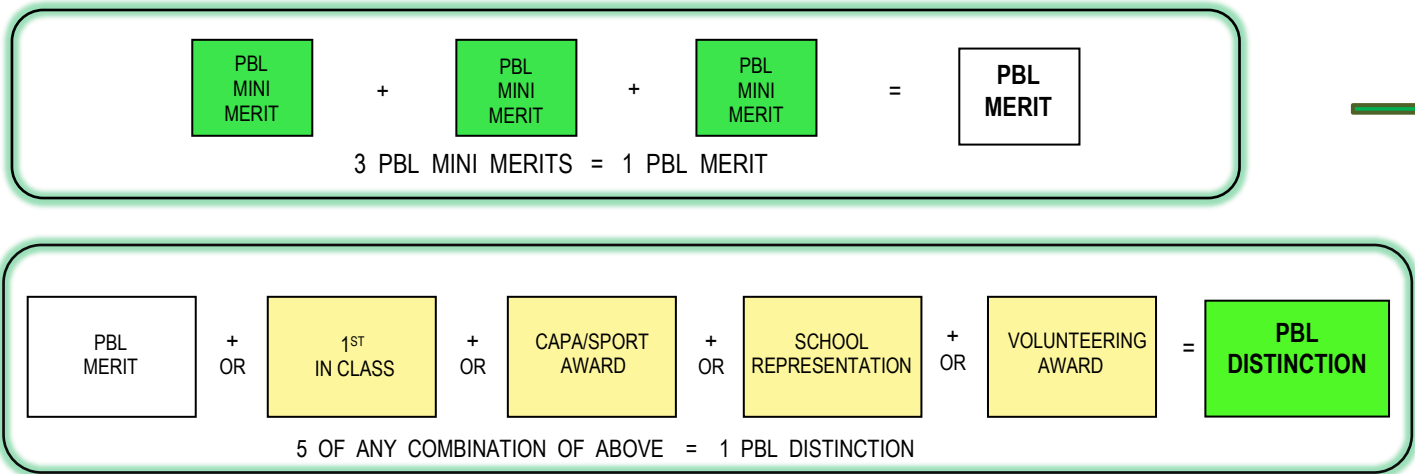 PBL
MINI
MERIT
+
PBL
MINI
MERIT
+
PBL
MINI
MERIT
=
PBL
MERIT
3 PBL MINI MERITS = 1 PBL MERIT
PBL
MERIT
+
OR
1ST
IN CLASS
+
OR
CAPA/SPORT
AWARD
+
OR
SCHOOL
REPRESENTATION
+
OR
VOLUNTEERING
AWARD
=
PBL
DISTINCTION
5 OF ANY COMBINATION OF ABOVE = 1 PBL DISTINCTION